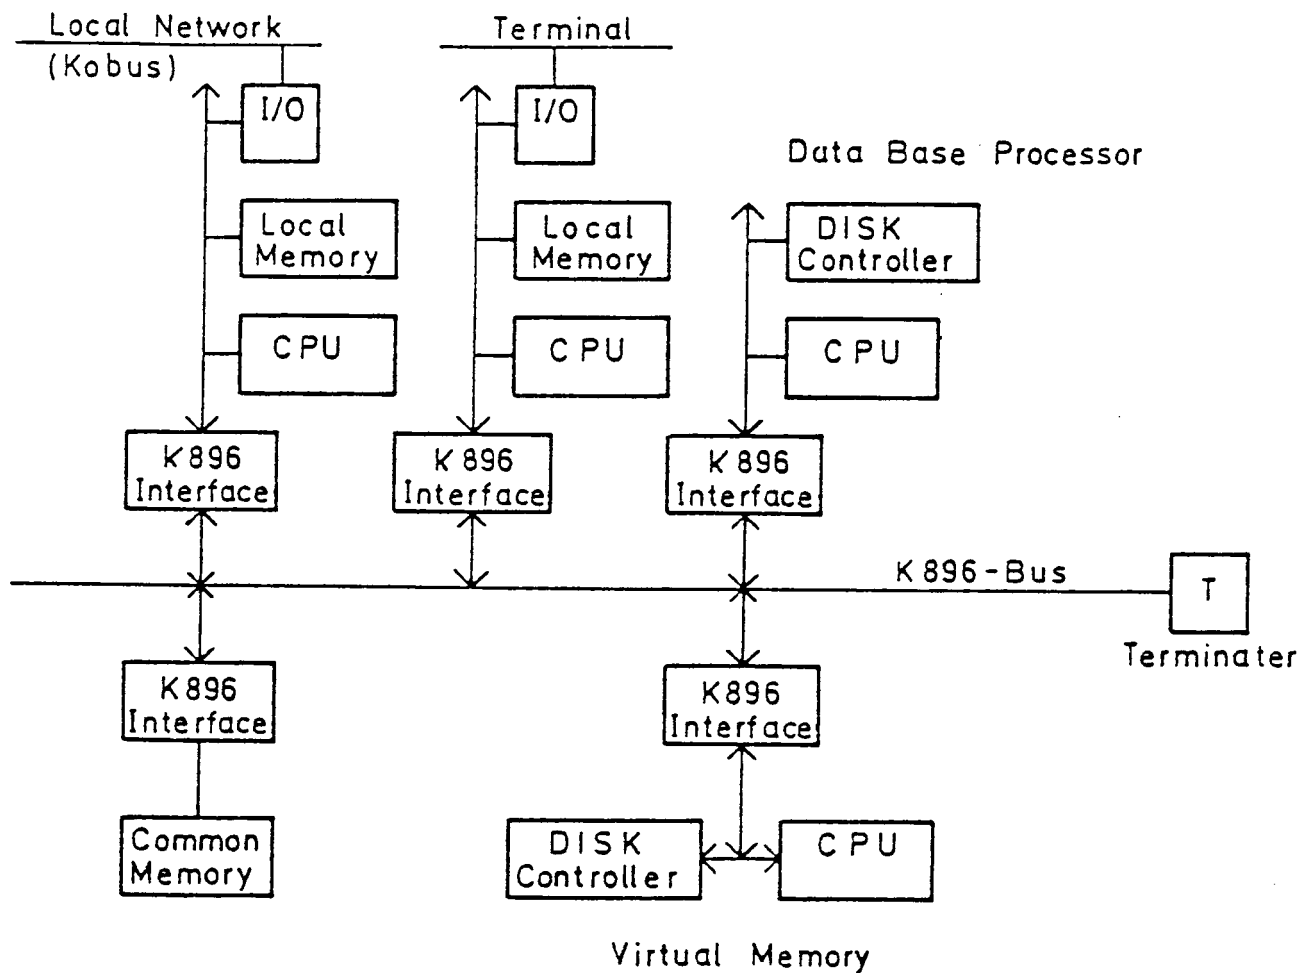 Local Network
(Kobus)
Terminal
I/O
I/O
Data Base Processor
Local
Memory
Local
Memory
DISK
Controller
CPU
CPU
CPU
K896
Interface
K896
Interface
K896
Interface
K896-Bus
T
Terminater
K896
Interface
K896
Interface
Common
Memory
DISK
Controller
CPU
Virtual Memory